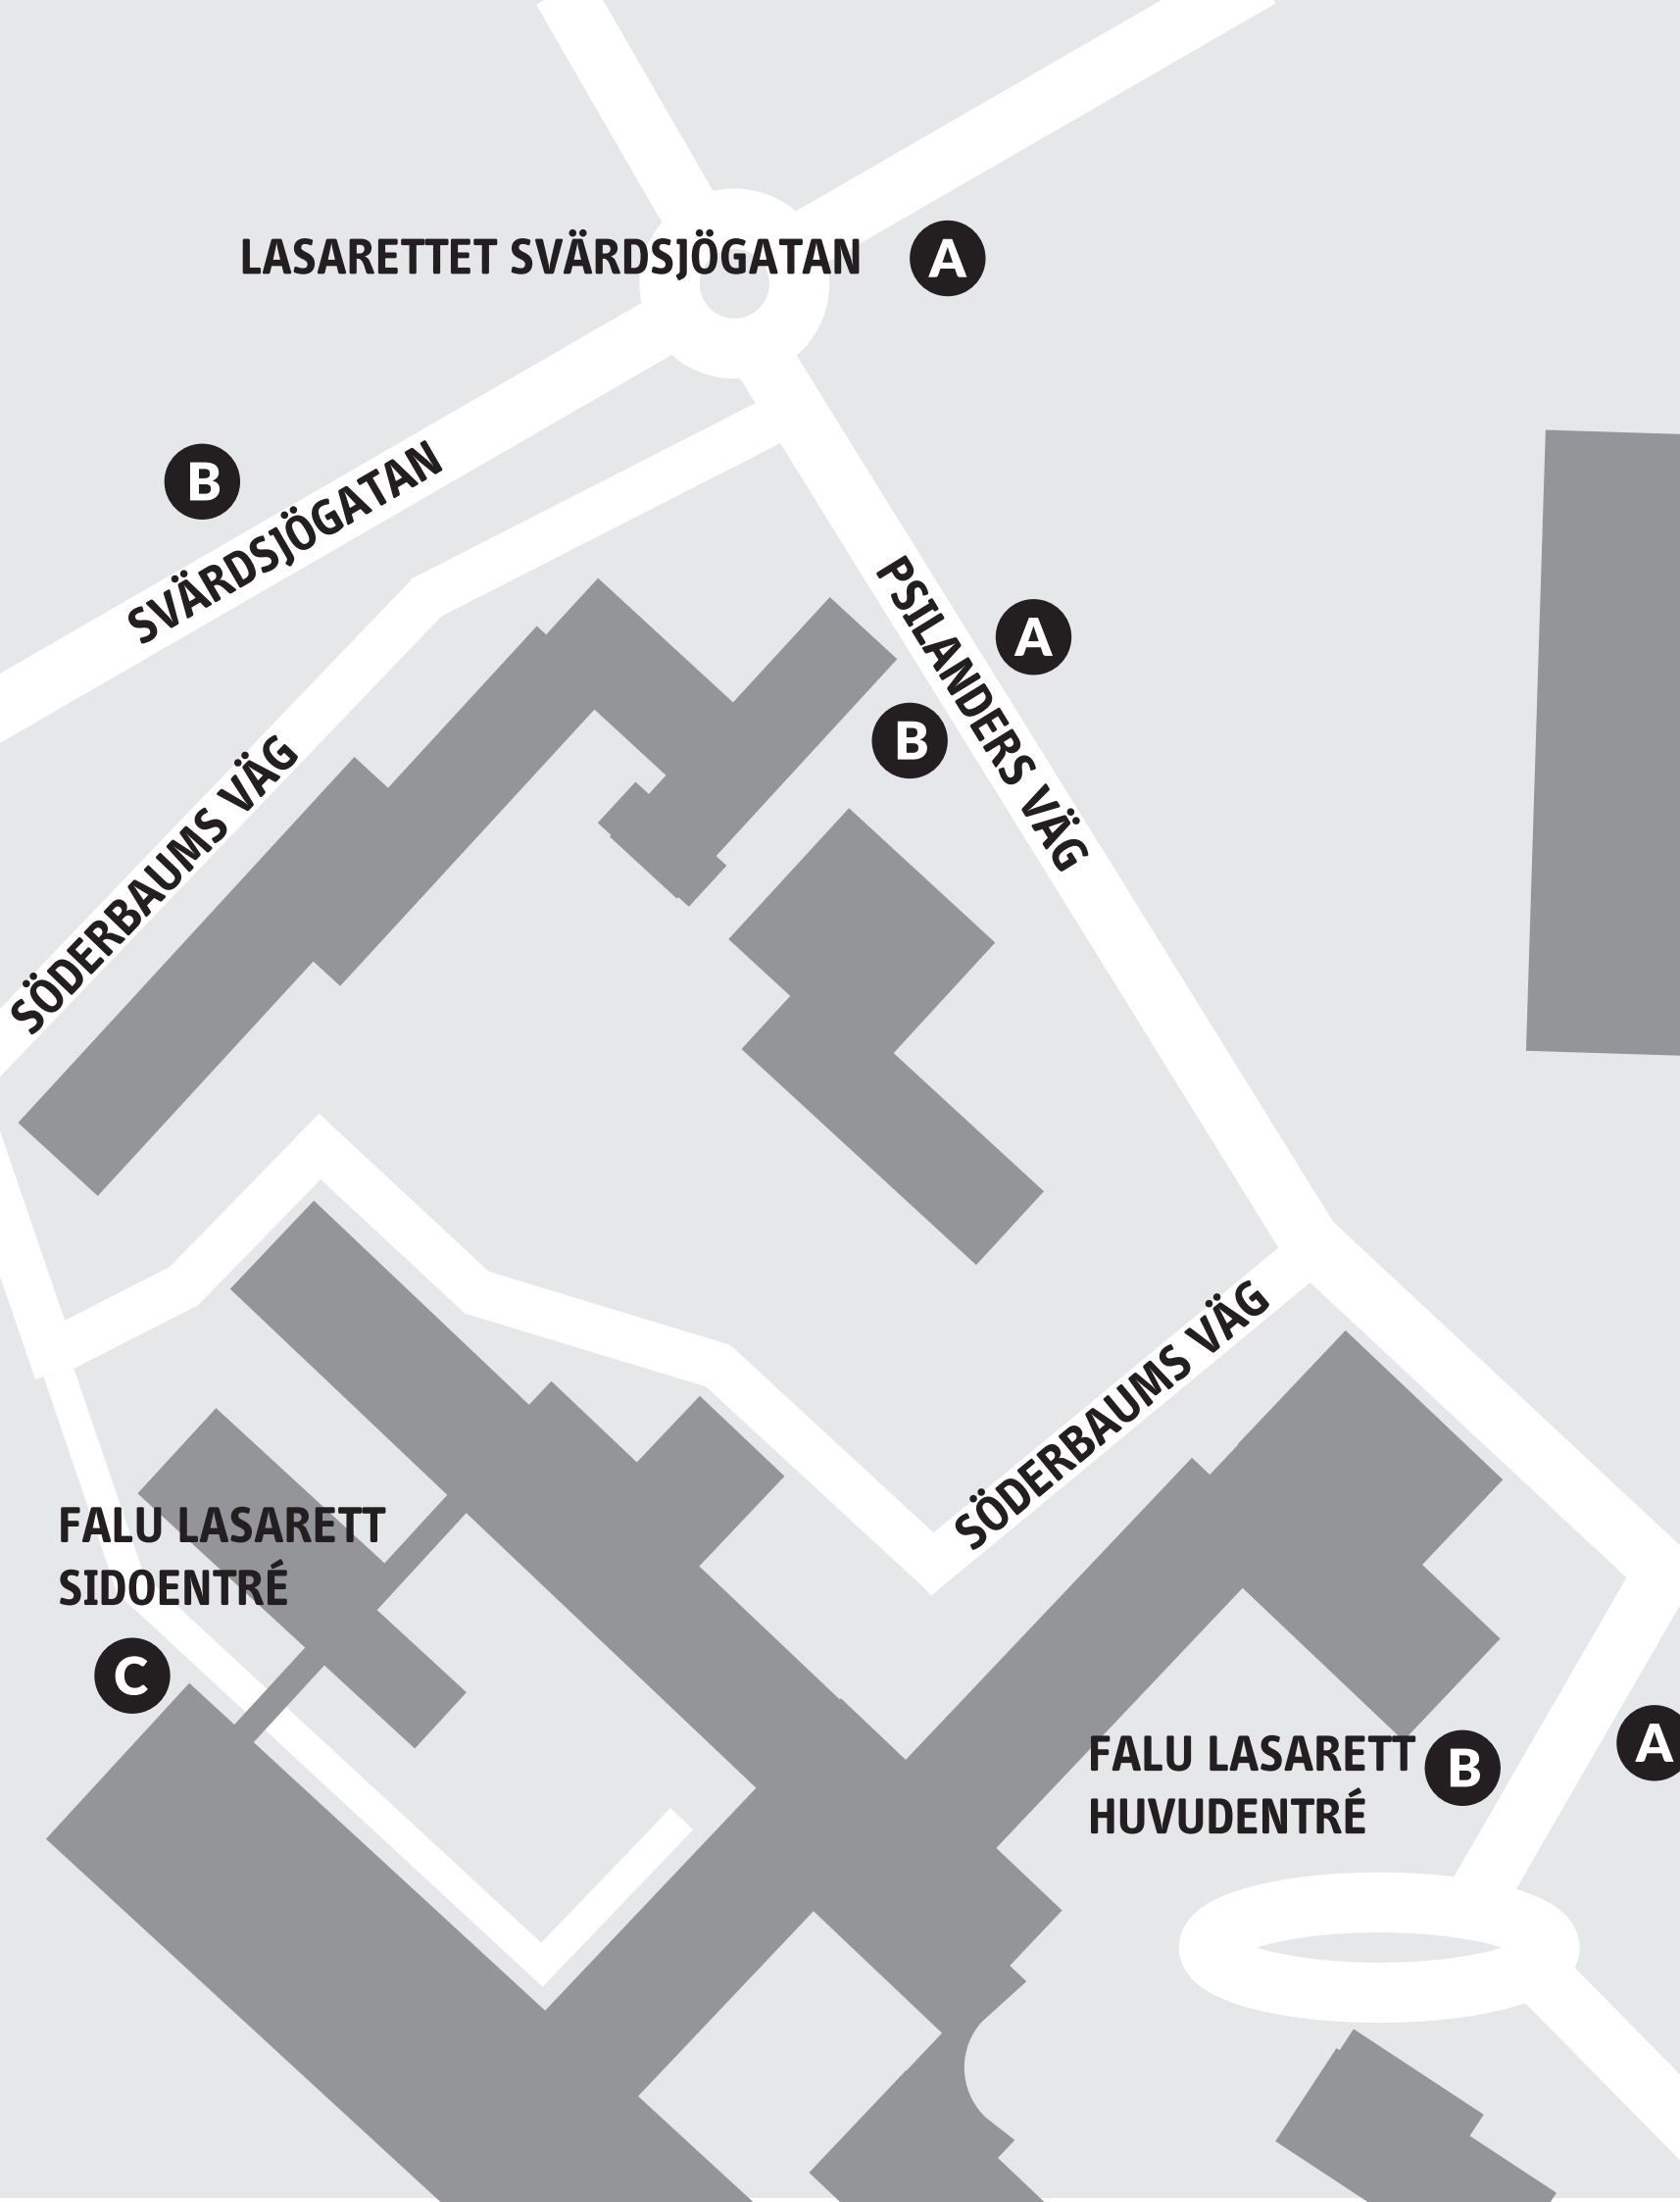 LASARETTET SVÄRDSJÖGATAN A
B
SVÄRDSJÖGATAN
PSILANDERS VÄG
A
B
SÖDERBAUMS VÄG
SÖDERBAUMS VÄG
FALU LASARETT
SIDOENTRÉ
C
FALU LASARETT
HUVUDENTRÉ
B
A